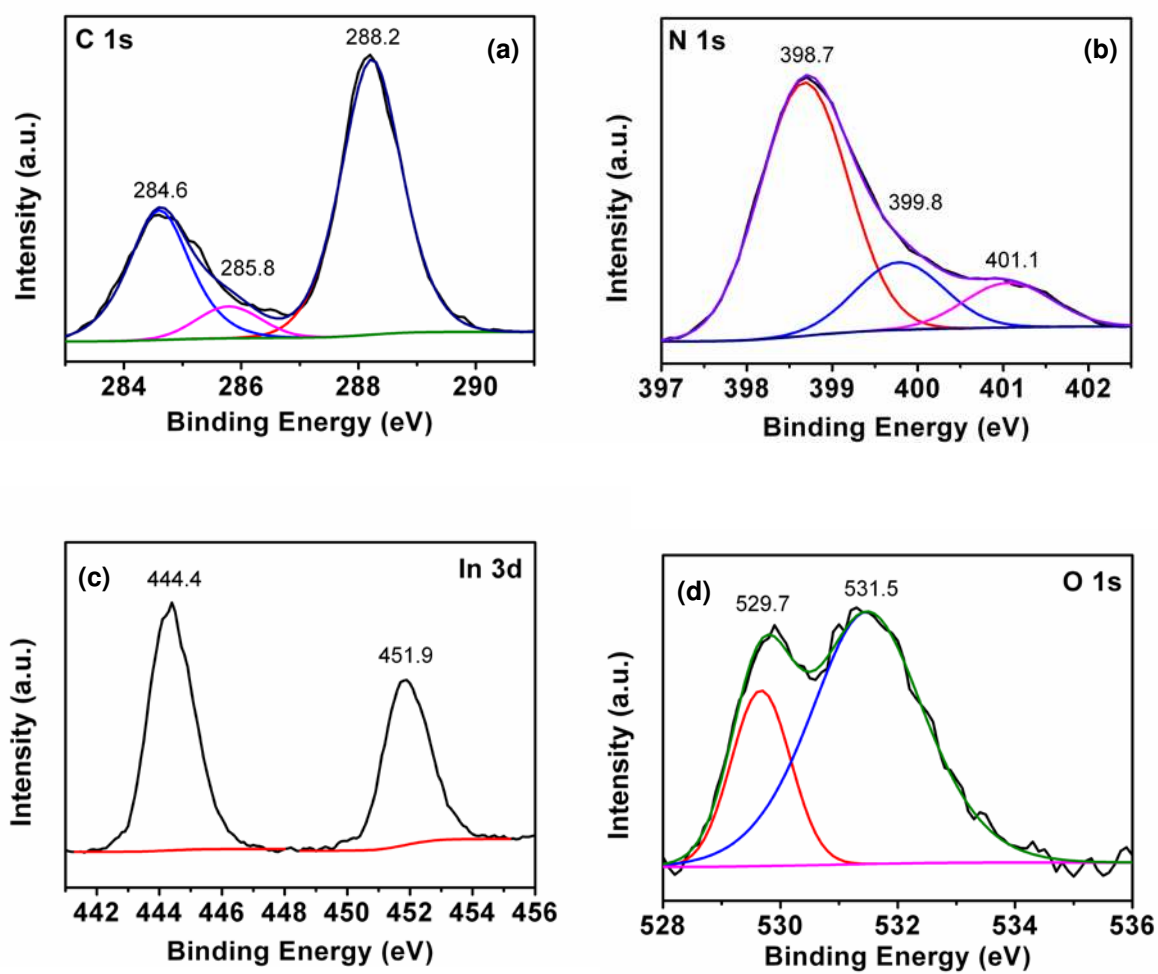 C 1s
(a)
288.2
284.6
285.8
Intensity (a.u.)
284 286 288 290
Binding Energy (eV)
N 1s
(b)
398.7
399.8
401.1
Intensity (a.u.)
397 398 399 400 401 402
Binding Energy (eV)
(c)
In 3d
444.4
451.9
Intensity (a.u.)
442 444 446 448 450 452 454 456
Binding Energy (eV)
(d)
O 1s
529.7
531.5
Intensity (a.u.)
528 530 532 534 536
Binding Energy (eV)